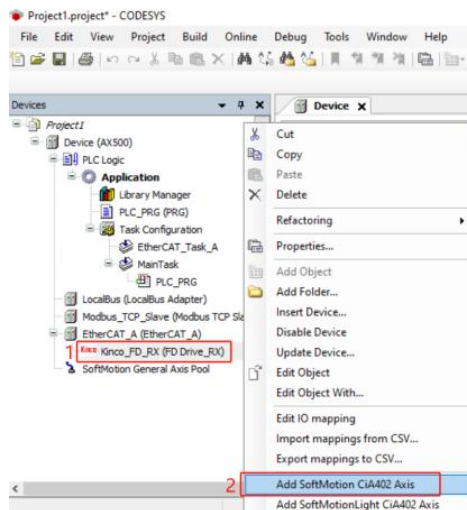 Project1.project* - CODESYS
File Edit View Project Build Online Debug Tools Window Help
Devices
Device
Project1
Device (AX500)
PLC Logic
Application
Library Manager
PLC_PRG (PRG)
Task Configuration
EtherCAT_Task_A
MainTask
PLC_PRG
LocalBus (LocalBus Adapter)
Modbus_TCP_Slave (Modbus TCP Sla
EtherCAT_A (EtherCAT_A)
1 Kinco Kinco_FD_RX (FD Drive_RX)
SoftMotion General Axis Pool
Cut
Copy
Paste
Delete
Refactoring
Properties...
Add Object
Add Folder...
Insert Device...
Disable Device
Update Device...
Edit Object
Edit Object With...
Edit IO mapping
Import mappings from CSV...
Export mappings to CSV...
2 Add SoftMotion CiA402 Axis
Add SoftMotionLight CiA402 Axis